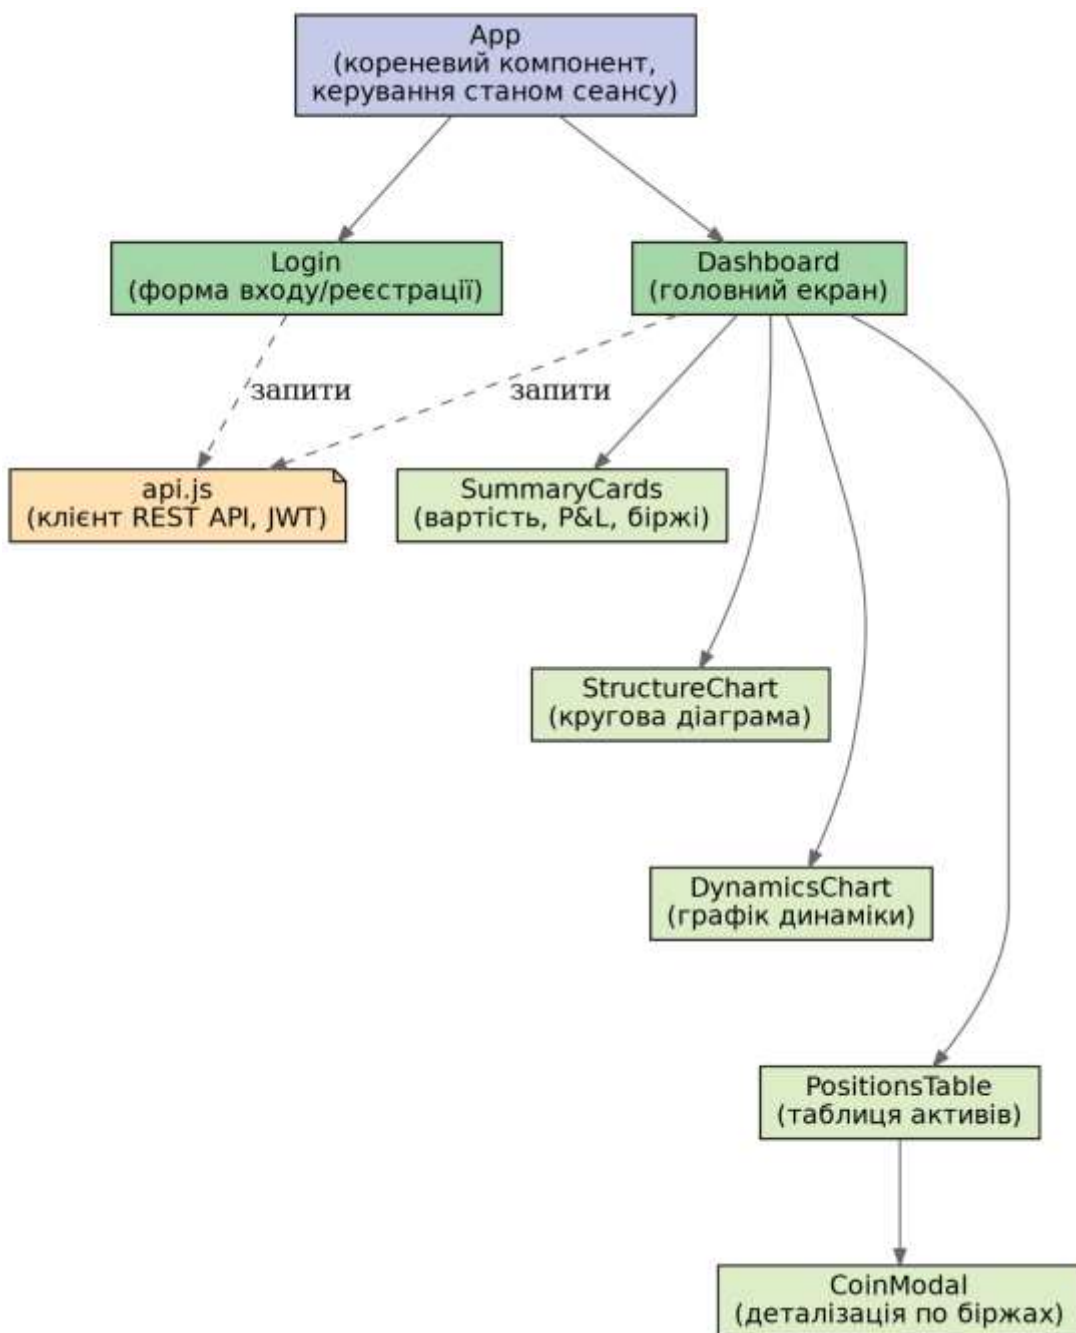 App
(кореневий компонент,
керування станом сеансу)
Login
(форма входу/реєстрації)
Dashboard
(головний екран)
запити
запити
api.js
(клієнт REST API, JWT)
SummaryCards
(вартість, P&L, біржі)
StructureChart
(кругова діаграма)
DynamicsChart
(графік динаміки)
PositionsTable
(таблиця активів)
CoinModal
(деталізація по біржах)